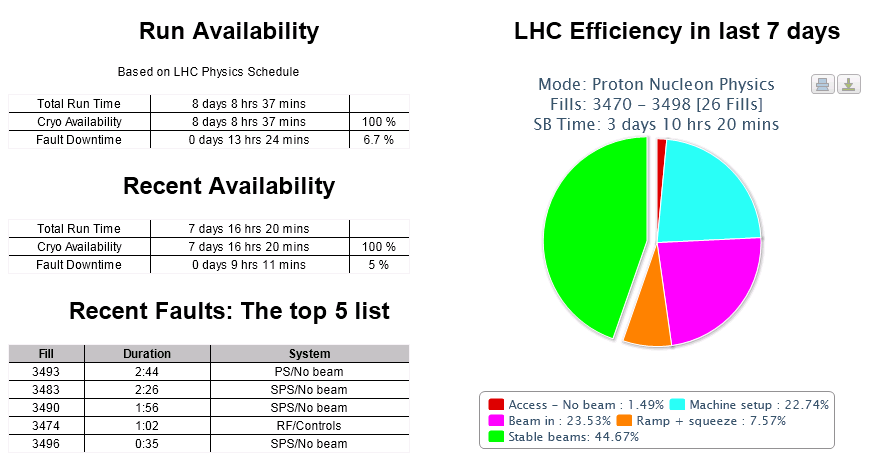 Run Availability
Based on LHC Physics Schedule
Total Run Time 8 days 8 hrs 37 mins
Cryo Availability 8 days 8 hrs 37 mins 100 %
Fault Downtime 0 days 13 hrs 24 mins 6.7 %
Recent Availability
Total Run Time 7 days 16 hrs 20 mins
Cryo Availability 7 days 16 hrs 20 mins 100 %
Fault Downtime 0 days 9 hrs 11 mins 5 %
Recent Faults: The top 5 list
Fill Duration System
3493 2:44 PS/No beam
3483 2:26 SPS/No beam
3490 1:56 SPS/No beam
3474 1:02 RF/Controls
3496 0:35 SPS/No beam
LHC Efficiency in last 7 days
Mode: Proton Nucleon Physics
Fills: 3470 - 3498 [26 Fills]
SB Time: 3 days 10 hrs 20 mins
Access - No beam : 1.49% Machine setup : 22.74%
Beam in : 23.53% Ramp + squeeze : 7.57%
Stable beams: 44.67%